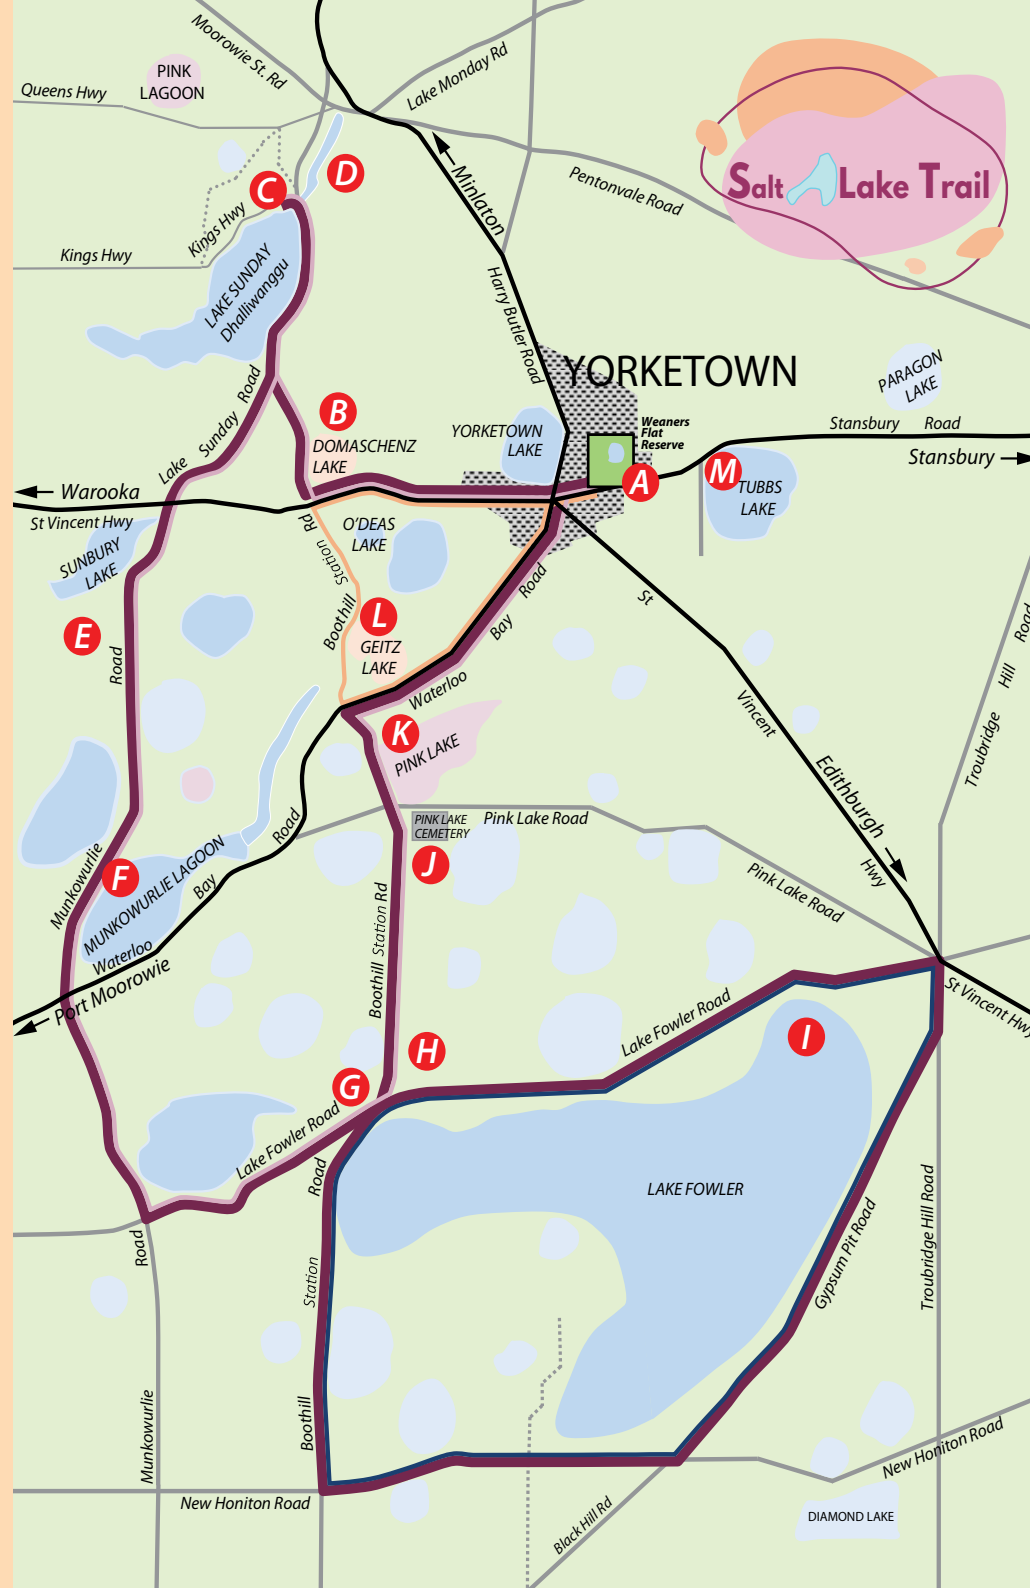 Moorowie St. Rd
Lake Monday Rd
PINK
LAGOON
Queens Hwy
D
C
Minlaton
Pentonvale Road
Salt Lake Trail
Kings Hwy
Kings Hwy
LAKE SUNDAY
Dhalliwanggu
Harry Butler Road
YORKETOWN
PARAGON
LAKE
Lake Sunday Road
B
DOMASCHENZ
LAKE
YORKETOWN
LAKE
Weaners
Flat
Reserve
Stansbury Road
Stansbury
A
M
TUBBS
LAKE
Warooka
St Vincent Hwy
SUNBURY
LAKE
O'DEAS
LAKE
Boothill Station Rd
E
Road
L
GEITZ
LAKE
Waterloo Bay Road
St Vincent Hwy
Troubridge Hill Road
K
PINK LAKE
Edithburgh
PINK LAKE
CEMETERY
Pink Lake Road
J
Munkowurlie
F
MUNKOWURLIE LAGOON
Waterloo Bay Road
Port Moorowie
Pink Lake Road
Boothill Station Rd
St Vincent Hwy
Lake Fowler Road
H
I
G
Lake Fowler Road
LAKE FOWLER
Gypsum Pit Road
Troubridge Hill Road
Munkowurlie Road
Boothill Station Road
New Honiton Road
New Honiton Road
Black Hill Rd
DIAMOND LAKE